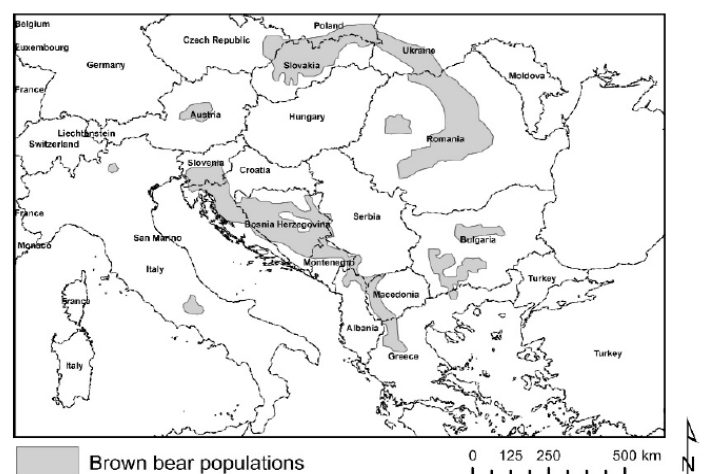 Belgium
Poland
Czech Republic
Ukraine
Luxembourg
Germany
Slovakia
Moldova
France
Austria
Hungary
Liechtenstein
Switzerland
Romania
Slovenia
Croatia
France
Bosnia Herzegovina
Serbia
Monaco
San Marino
Bulgaria
Italy
Montenegro
Turkey
Macedonia
France
Albania
Greece
Turkey
Italy
Brown bear populations
0 125 250 500 km
N